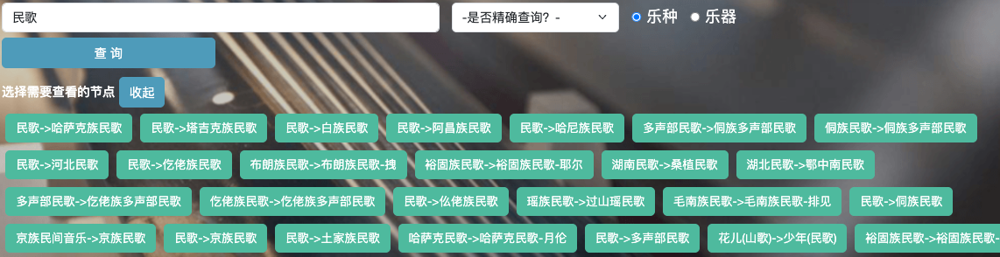 民歌 -是否精确查询? - 乐种 乐器
查 询
选择需要查看的节点 收起
民歌->哈萨克族民歌 民歌->塔吉克族民歌 民歌->白族民歌 民歌->阿昌族民歌 民歌->哈尼族民歌 多声部民歌->侗族多声部民歌 侗族民歌->侗族多声部民歌
民歌->河北民歌 民歌->仡佬族民歌 布朗族民歌->布朗族民歌-拽 裕固族民歌->裕固族民歌-耶尔 湖南民歌->桑植民歌 湖北民歌->鄂中南民歌
多声部民歌->仡佬族多声部民歌 仡佬族民歌->仡佬族多声部民歌 民歌->仫佬族民歌 瑶族民歌->过山瑶民歌 毛南族民歌->毛南族民歌-排见 民歌->侗族民歌
京族民间音乐->京族民歌 民歌->京族民歌 民歌->土家族民歌 哈萨克民歌->哈萨克民歌-月伦 民歌->多声部民歌 花儿(山歌)->少年(民歌) 裕固族民歌->裕固族民歌-